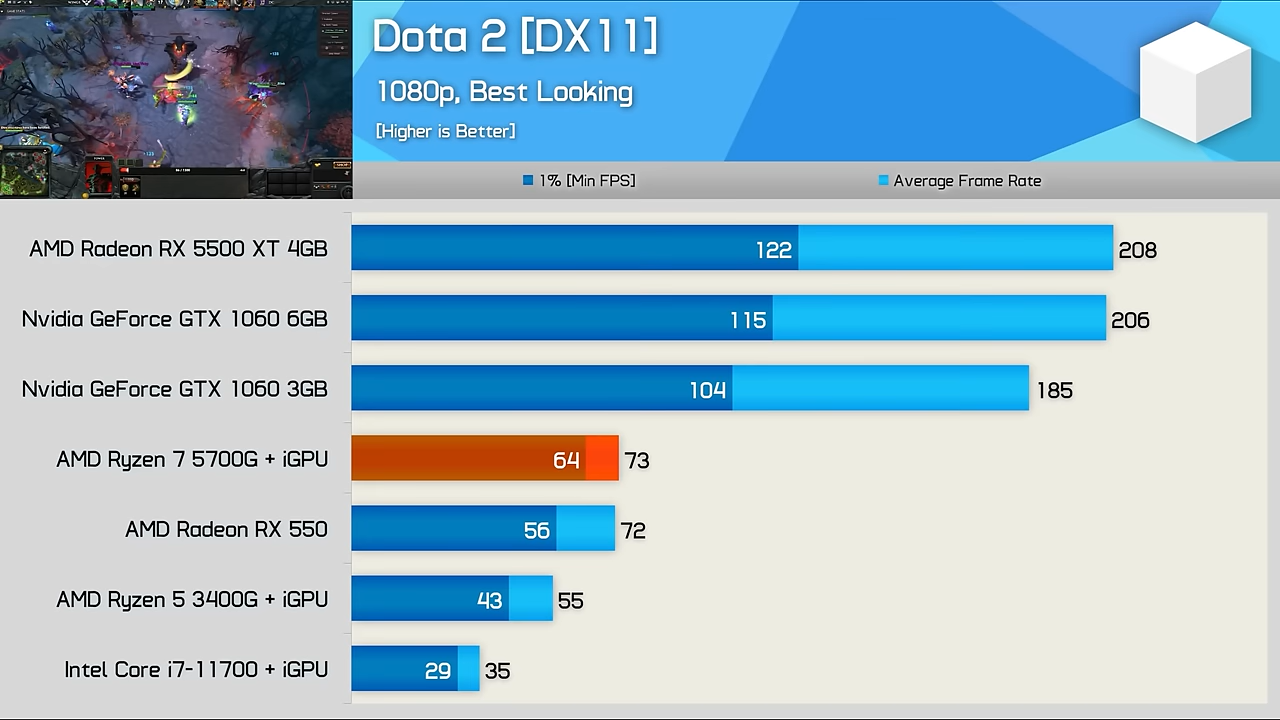 Dota 2 [DX11]
1080p, Best Looking
[Higher is Better]
1% [Min FPS]
Average Frame Rate
AMD Radeon RX 5500 XT 4GB 122 208
Nvidia GeForce GTX 1060 6GB 115 206
Nvidia GeForce GTX 1060 3GB 104 185
AMD Ryzen 7 5700G + iGPU 64 73
AMD Radeon RX 550 56 72
AMD Ryzen 5 3400G + iGPU 43 55
Intel Core i7-11700 + iGPU 29 35